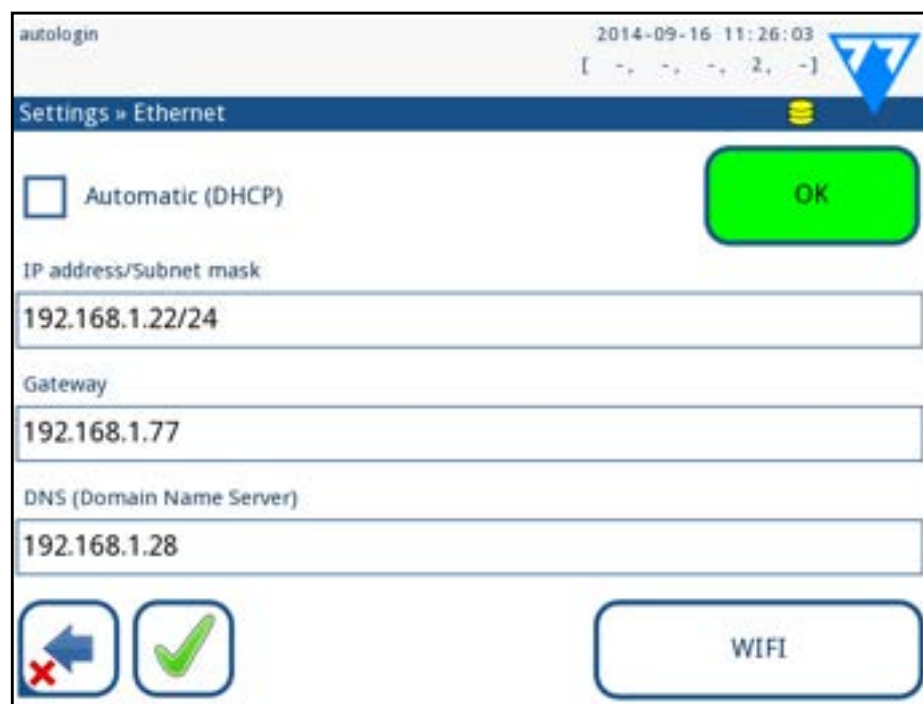 autologin
2014-09-16 11:26:03
[ -, -, -, 2, -]
Settings » Ethernet
Automatic (DHCP)
OK
IP address/Subnet mask
192.168.1.22/24
Gateway
192.168.1.77
DNS (Domain Name Server)
192.168.1.28
WIFI